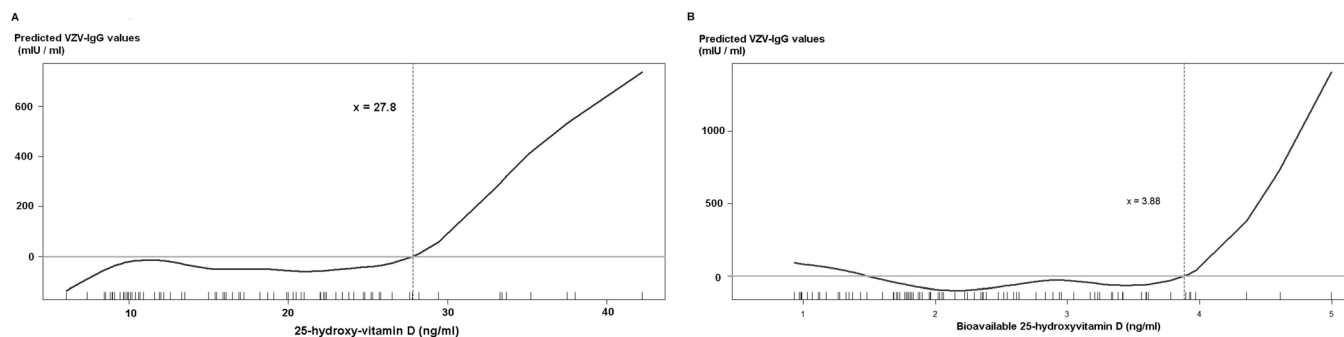 A
Predicted VZV-IgG values
(mIU / ml)
600
400
200
0
x = 27.8
10
20
30
40
25-hydroxy-vitamin D (ng/ml)
B
Predicted VZV-IgG values
(mIU / ml)
1000
500
0
x = 3.88
1
2
3
4
5
Bioavailable 25-hydroxyvitamin D (ng/ml)